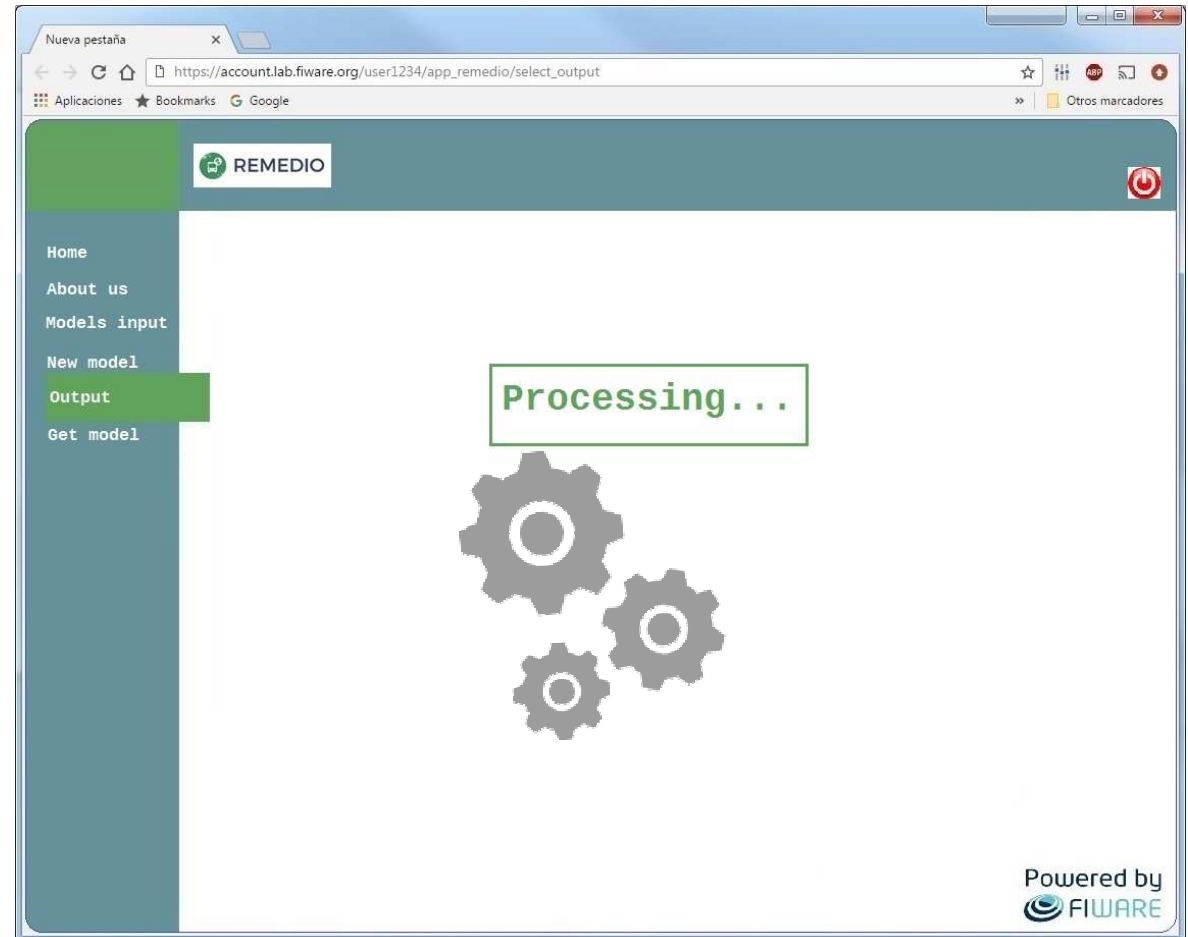 Nueva pestaña
https://account.lab.fiware.org/user1234/app_remedio/select_output
ABP
Aplicaciones Bookmarks G Google » Otros marcadores
REMEDIO
Home
About us
Models input
New model
Output
Get model
Processing...
Powered by
FIWARE